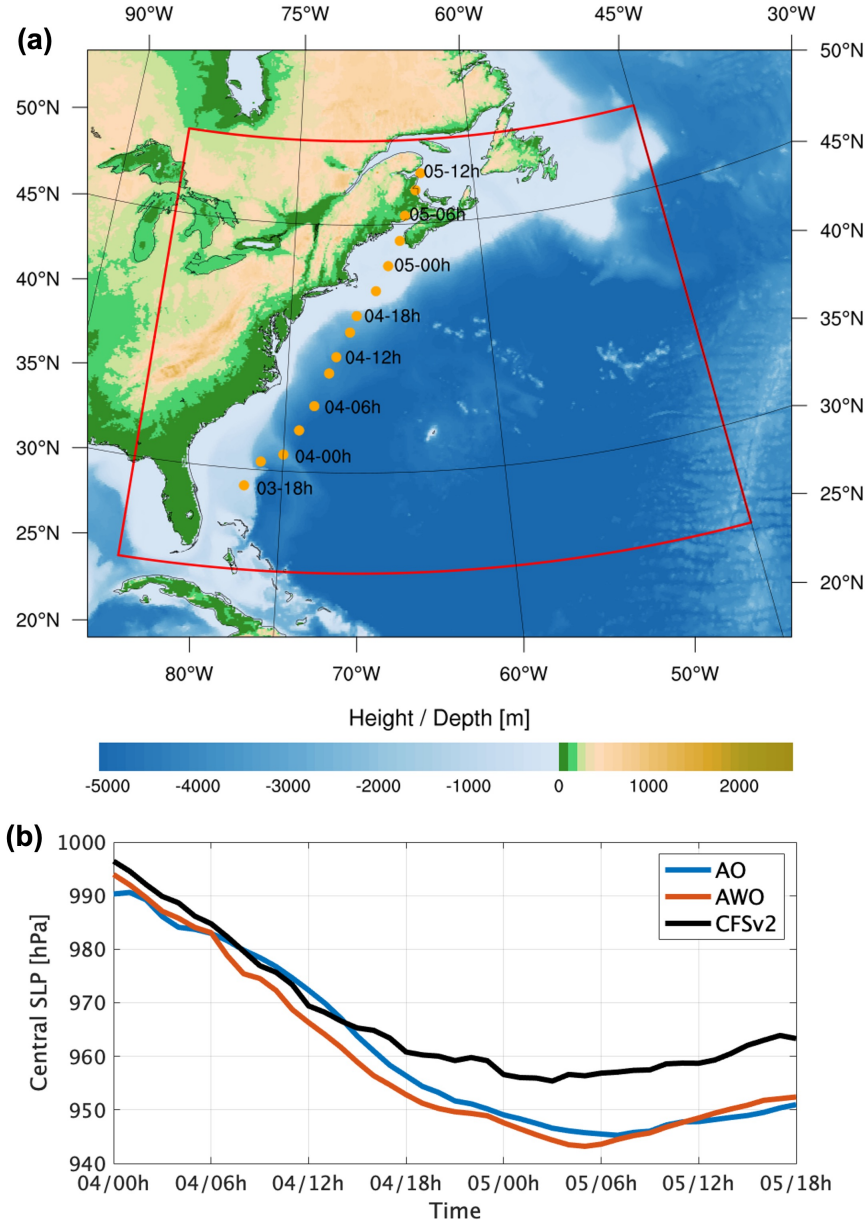 90°W 75°W 60°W 45°W 30°W
(a)
50°N 50°N
45°N 45°N
40°N 40°N
35°N 35°N
30°N 30°N
25°N 25°N
20°N 20°N
05-12h
05-06h
05-00h
04-18h
04-12h
04-06h
04-00h
03-18h
80°W 70°W 60°W 50°W
Height / Depth [m]
-5000 -4000 -3000 -2000 -1000 0 1000 2000
(b)
1000
990
980
970
960
950
940
Central SLP [hPa]
AO
AWO
CFSv2
04/00h 04/06h 04/12h 04/18h 05/00h 05/06h 05/12h 05/18h
Time